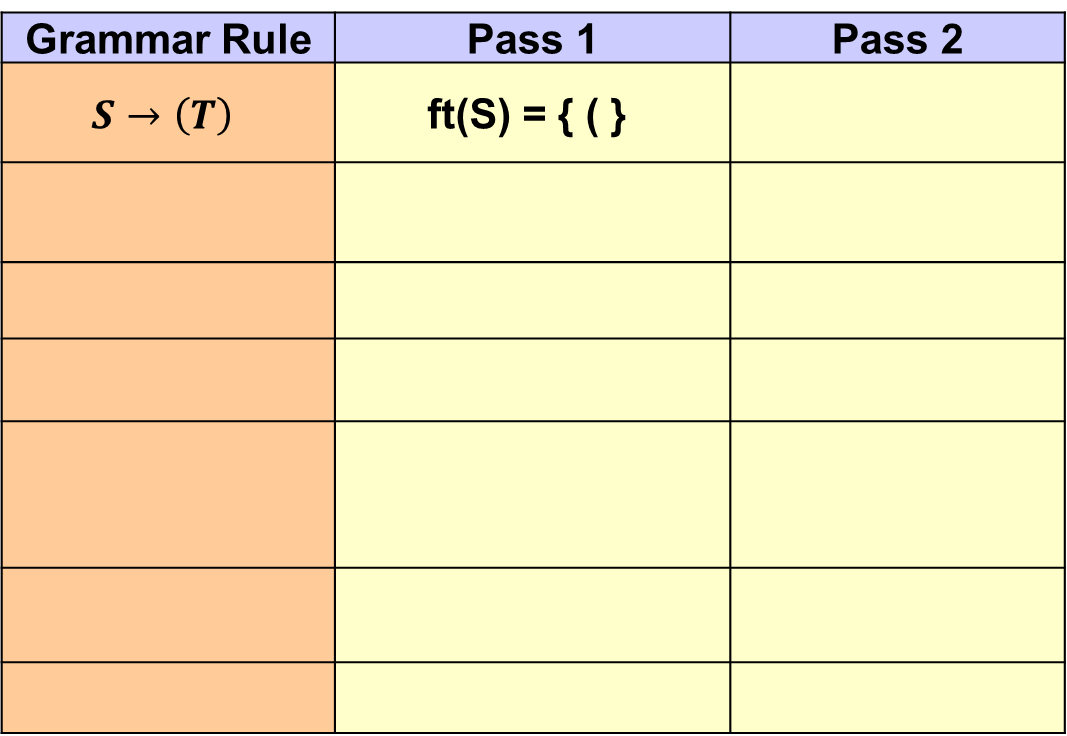 Grammar Rule Pass 1 Pass 2
S → (T) ft(S) = { ( }